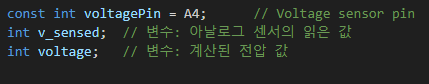 const int voltagePin = A4;      // Voltage sensor pin
int v_sensed;  // 변수: 아날로그 센서의 읽은 값
int voltage;   // 변수: 계산된 전압 값